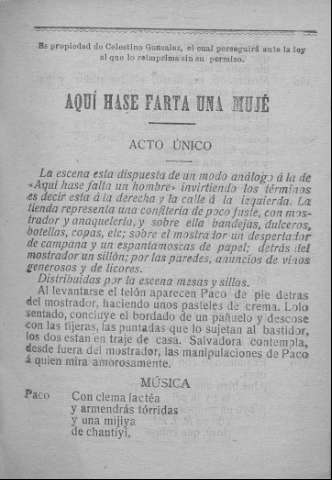 Es propiedad de Celestino Gonzalez, el cual perseguirá ante la ley
al que lo reimprima sin su permiso.
AQUÍ HASE FARTA UNA MUJÉ
ACTO ÚNICO
La escena esta dispuesta de un modo análogo á la de
«Aqui hase falta un hombre» invirtiendo los términos
es decir esta á la derecha y la calle á la izquierda. La
tienda representa una confitería de poco fuste, con mos-
trador y anaquelería, y sobre ella bandejas, dulceros,
botellas, copas, etc; sobre el mostrador un despertador
de campana y un espantamoscas de papel; detrás del
mostrador un sillón; por las paredes, anuncios de vinos
generosos y de licores.
Distribuidas por la escena mesas y sillas.
Al levantarse el telón aparecen Paco de pie detras
del mostrador, haciendo unos pasteles de crema. Lolo
sentado, concluye el bordado de un pañuelo y descose
con las tijeras, las puntadas que lo sujetan al bastidor,
los dos estan en traje de casa. Salvadora contempla,
desde fuera del mostrador, las manipulaciones de Paco
á quien mira amorosamente.
MÚSICA
Paco Con clema lactéa
y armendrás tórridas
y una mijiya
de chantiyí,